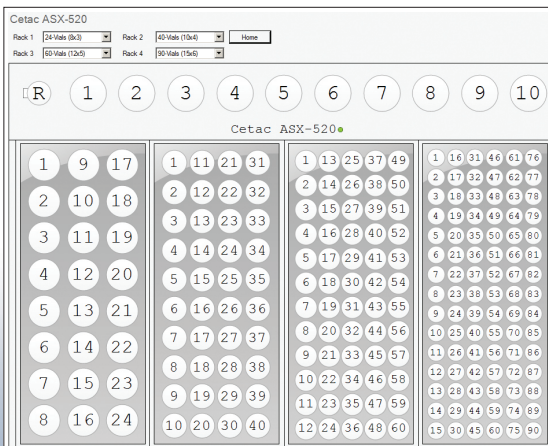 Cetac ASX-520
Rack 1 24-Vials (8x3) Rack 2 40-Vials (10x4) Home
Rack 3 60-Vials (12x5) Rack 4 90-Vials (15x6)
R 1 2 3 4 5 6 7 8 9 10
Cetac ASX-520
1 9 17
2 10 18
3 11 19
4 12 20
5 13 21
6 14 22
7 15 23
8 16 24
1 11 21 31
2 12 22 32
3 13 23 33
4 14 24 34
5 15 25 35
6 16 26 36
7 17 27 37
8 18 28 38
9 19 29 39
10 20 30 40
1 13 25 37 49
2 14 26 38 50
3 15 27 39 51
4 16 28 40 52
5 17 29 41 53
6 18 30 42 54
7 19 31 43 55
8 20 32 44 56
9 21 33 45 57
10 22 34 46 58
11 23 35 47 59
12 24 36 48 60
1 16 31 46 61 76
2 17 32 47 62 77
3 18 33 48 63 78
4 19 34 49 64 79
5 20 35 50 65 80
6 21 36 51 66 81
7 22 37 52 67 82
8 23 38 53 68 83
9 24 39 54 69 84
10 25 40 55 70 85
11 26 41 56 71 86
12 27 42 57 72 87
13 28 43 58 73 88
14 29 44 59 74 89
15 30 45 60 75 90